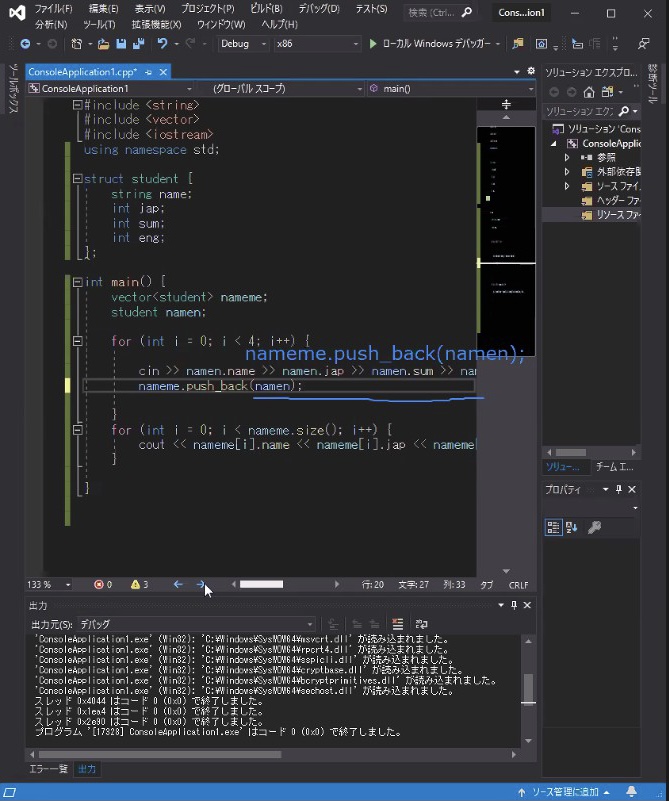 ファイル(F) 編集(E) 表示(V) プロジェクト(P) ビルド(B) デバッグ(D) テスト(S) 検索 (Ctrl+Q) Cons...ion1
分析(N) ツール(T) 拡張機能(X) ウィンドウ(W) ヘルプ(H)
Debug x86 ローカル Windows デバッガー
ツールボックス
ConsoleApplication1.cpp*
ConsoleApplication1 (グローバル スコープ) main()
#include <string>
#include <vector>
#include <iostream>
using namespace std;
struct student {
string name;
int jap;
int sum;
int eng;
};
int main() {
vector<student> nameme;
student namen;
for (int i = 0; i < 4; i++) {
nameme.push_back(namen);
cin >> namen.name >> namen.jap >> namen.sum >> nam
nameme.push_back(namen);
}
for (int i = 0; i < nameme.size(); i++) {
cout << nameme[i].name << nameme[i].jap << nameme[
}
}
133 % 0 3 行: 20 文字: 27 列: 33 タブ CRLF
出力
出力元(S): デバッグ
'ConsoleApplication1.exe' (Win32): 'C:\Windows\SysWOW64\msvcrt.dll' が読み込まれました。
'ConsoleApplication1.exe' (Win32): 'C:\Windows\SysWOW64\rpcrt4.dll' が読み込まれました。
'ConsoleApplication1.exe' (Win32): 'C:\Windows\SysWOW64\sspicli.dll' が読み込まれました。
'ConsoleApplication1.exe' (Win32): 'C:\Windows\SysWOW64\cryptbase.dll' が読み込まれました。
'ConsoleApplication1.exe' (Win32): 'C:\Windows\SysWOW64\bcryptprimitives.dll' が読み込まれました。
'ConsoleApplication1.exe' (Win32): 'C:\Windows\SysWOW64\sechost.dll' が読み込まれました。
スレッド 0x4044 はコード 0 (0x0) で終了しました。
スレッド 0x1ea4 はコード 0 (0x0) で終了しました。
スレッド 0x2e90 はコード 0 (0x0) で終了しました。
プログラム '[17328] ConsoleApplication1.exe' はコード 0 (0x0) で終了しました。
エラー一覧 出力
ソリューション エクスプロ...
ソリューション エクス
ソリューション 'Cons
ConsoleApplic
参照
外部依存関
ソース ファイ
ヘッダー ファイ
リソース ファイ
ソリュー... チーム エ...
プロパティ
診断ツール
ソース管理に追加